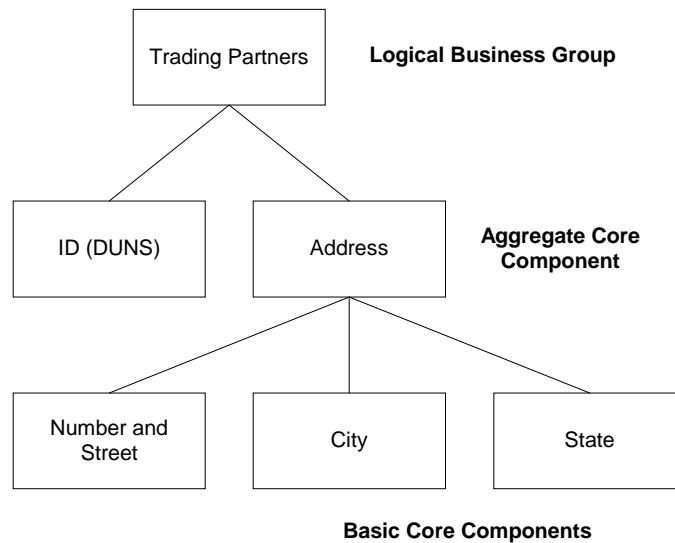 Trading Partners
Logical Business Group
ID (DUNS)
Address
Aggregate Core
Component
Number and
Street
City
State
Basic Core Components